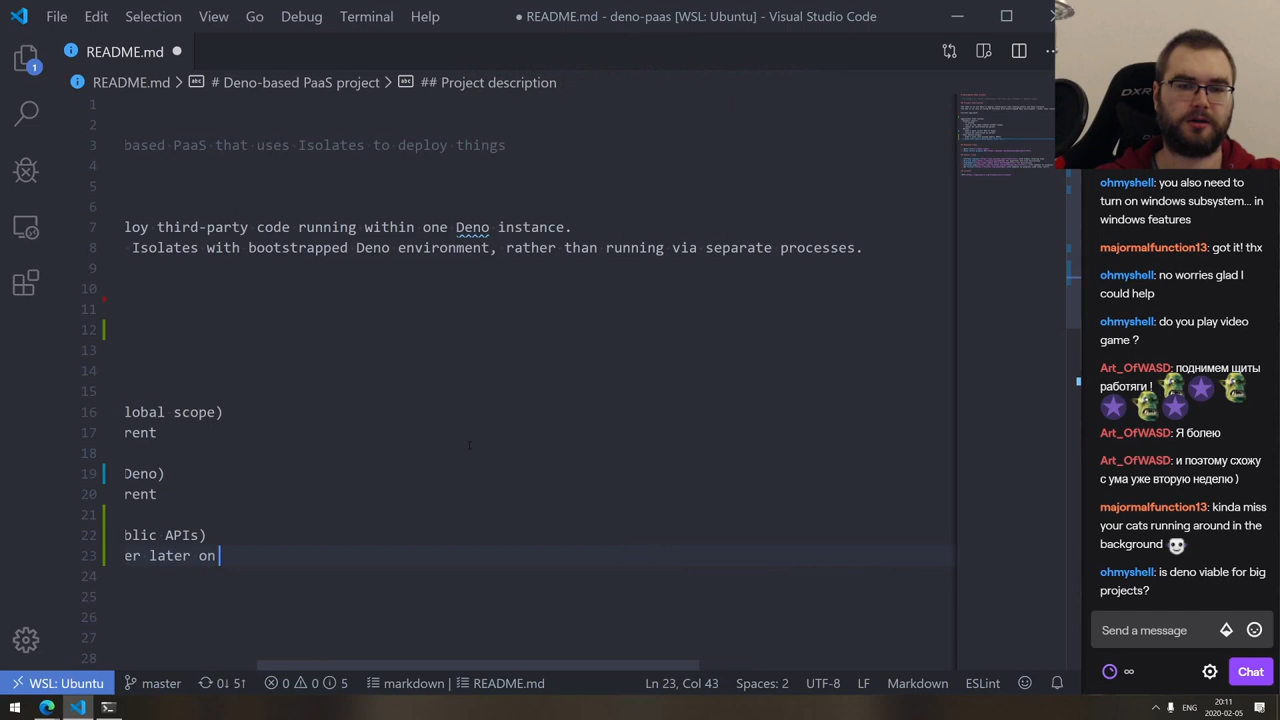 File Edit Selection View Go Debug Terminal Help
● README.md - deno-paas [WSL: Ubuntu] - Visual Studio Code
README.md ●
1
README.md > # Deno-based PaaS project > ## Project description
1
2
3 based PaaS that uses Isolates to deploy things
4
5
6
7 loy third-party code running within one Deno instance.
8 Isolates with bootstrapped Deno environment, rather than running via separate processes.
9
10
11
12
13
14
15
16 lobal scope)
17 rent
18
19 Deno)
20 rent
21
22 blic APIs)
23 er later on
24
25
26
27
28
WSL: Ubuntu master 0↓ 5↑ 0 0 5 markdown | README.md Ln 23, Col 43 Spaces: 2 UTF-8 LF Markdown ESLint
ENG 20:11
2020-02-05
DXR
ohmyshell: you also need to
turn on windows subsystem... in
windows features
majormalfunction13: got it! thx
ohmyshell: no worries glad I
could help
ohmyshell: do you play video
game ?
Art_OfWASD: поднимем щиты
работяги !
Art_OfWASD: Я болею
Art_OfWASD: и поэтому схожу
с ума уже вторую неделю )
majormalfunction13: kinda miss
your cats running around in the
background
ohmyshell: is deno viable for big
projects?
Send a message
∞ Chat